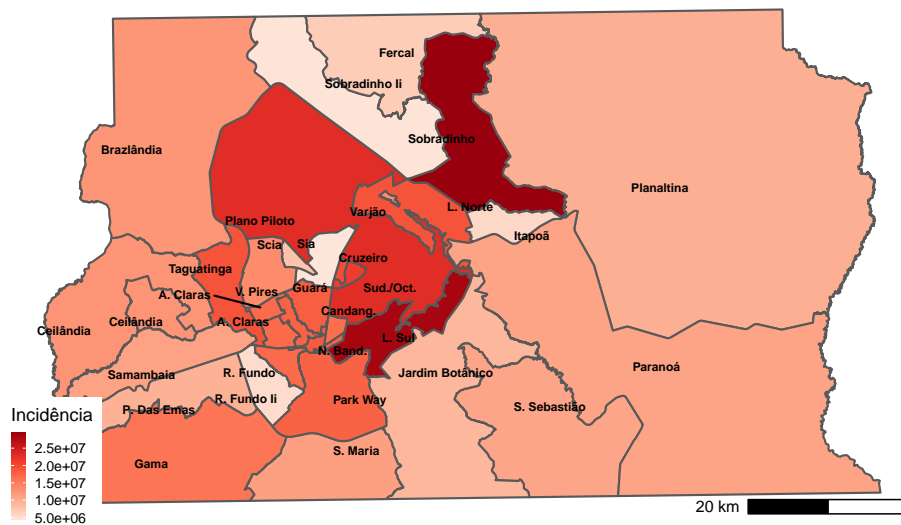 Fercal
Sobradinho Ii
Sobradinho
Brazlândia
Planaltina
L. Norte
Varjão
Plano Piloto
Itapoã
Scia
Sia
Cruzeiro
Taguatinga
Guará
Sud./Oct.
V. Pires
A. Claras
Candang.
Ceilândia
Ceilândia
A. Claras
L. Sul
N. Band.
Paranoá
Samambaia
R. Fundo
Jardim Botânico
R. Fundo Ii
Park Way
S. Sebastião
P. Das Emas
S. Maria
Gama
Incidência
2.5e+07
2.0e+07
1.5e+07
1.0e+07
5.0e+06
20 km